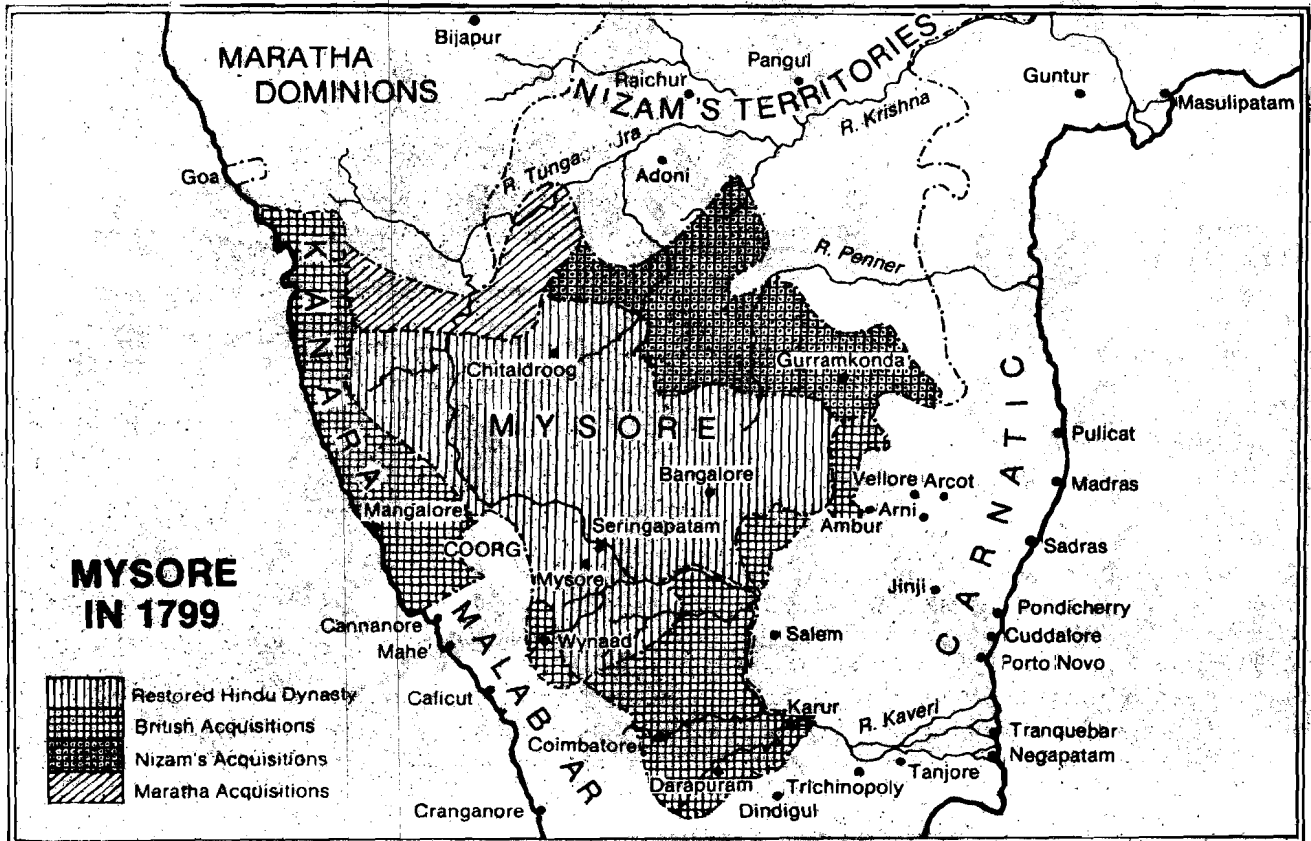 MARATHA
DOMINIONS
Bijapur
Raichur
Pangul
NIZAM'S TERRITORIES
Guntur
Masulipatam
R. Krishna
R. Tunga
Adoni
Goa
KANARA
R. Penner
Chitaldroog
Gurramkonda
MYSORE
CARNATIC
Pulicat
Bangalore
Vellore
Arcot
Madras
Mangalore
Seringapatam
Ambur
Arni
Sadras
COORG
Mysore
Jinji
Pondicherry
MYSORE
IN 1799
Cannanore
Wynaad
Salem
Cuddalore
Mahe
MALABAR
Porto Novo
Restored Hindu Dynasty
British Acquisitions
Nizam's Acquisitions
Maratha Acquisitions
Calicut
Karur
R. Kaveri
Coimbatore
Tranquebar
Negapatam
Darapuram
Trichinopoly
Tanjore
Dindigul
Cranganore